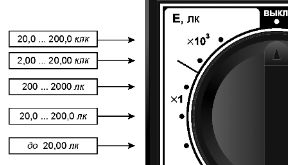 E, лк
ВЫКЛ
×10³
×1
20,0 ... 200,0 клк
2,00 ... 20,00 клк
200 ... 2000 лк
20,0 ... 200,0 лк
до 20,00 лк